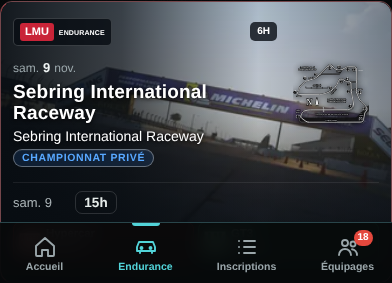 LMU ENDURANCE
6H
sam. 9 nov.
Sebring International
Raceway
MICHELIN
Sebring International Raceway
CHAMPIONNAT PRIVÉ
sam. 9 15h
18
Accueil Endurance Inscriptions Équipages